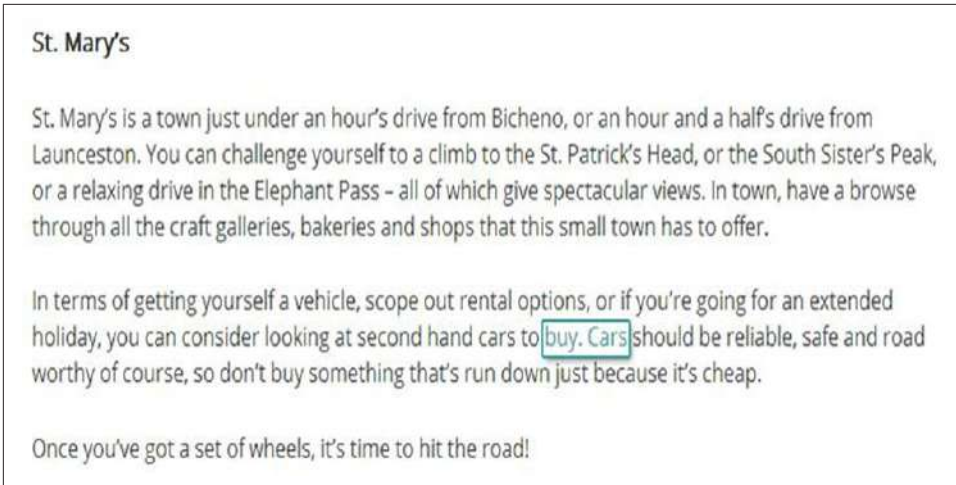 St. Mary's
St. Mary's is a town just under an hour's drive from Bicheno, or an hour and a half's drive from
Launceston. You can challenge yourself to a climb to the St. Patrick's Head, or the South Sister's Peak,
or a relaxing drive in the Elephant Pass – all of which give spectacular views. In town, have a browse
through all the craft galleries, bakeries and shops that this small town has to offer.
In terms of getting yourself a vehicle, scope out rental options, or if you're going for an extended
holiday, you can consider looking at second hand cars to buy. Cars should be reliable, safe and road
worthy of course, so don't buy something that's run down just because it's cheap.
Once you've got a set of wheels, it's time to hit the road!